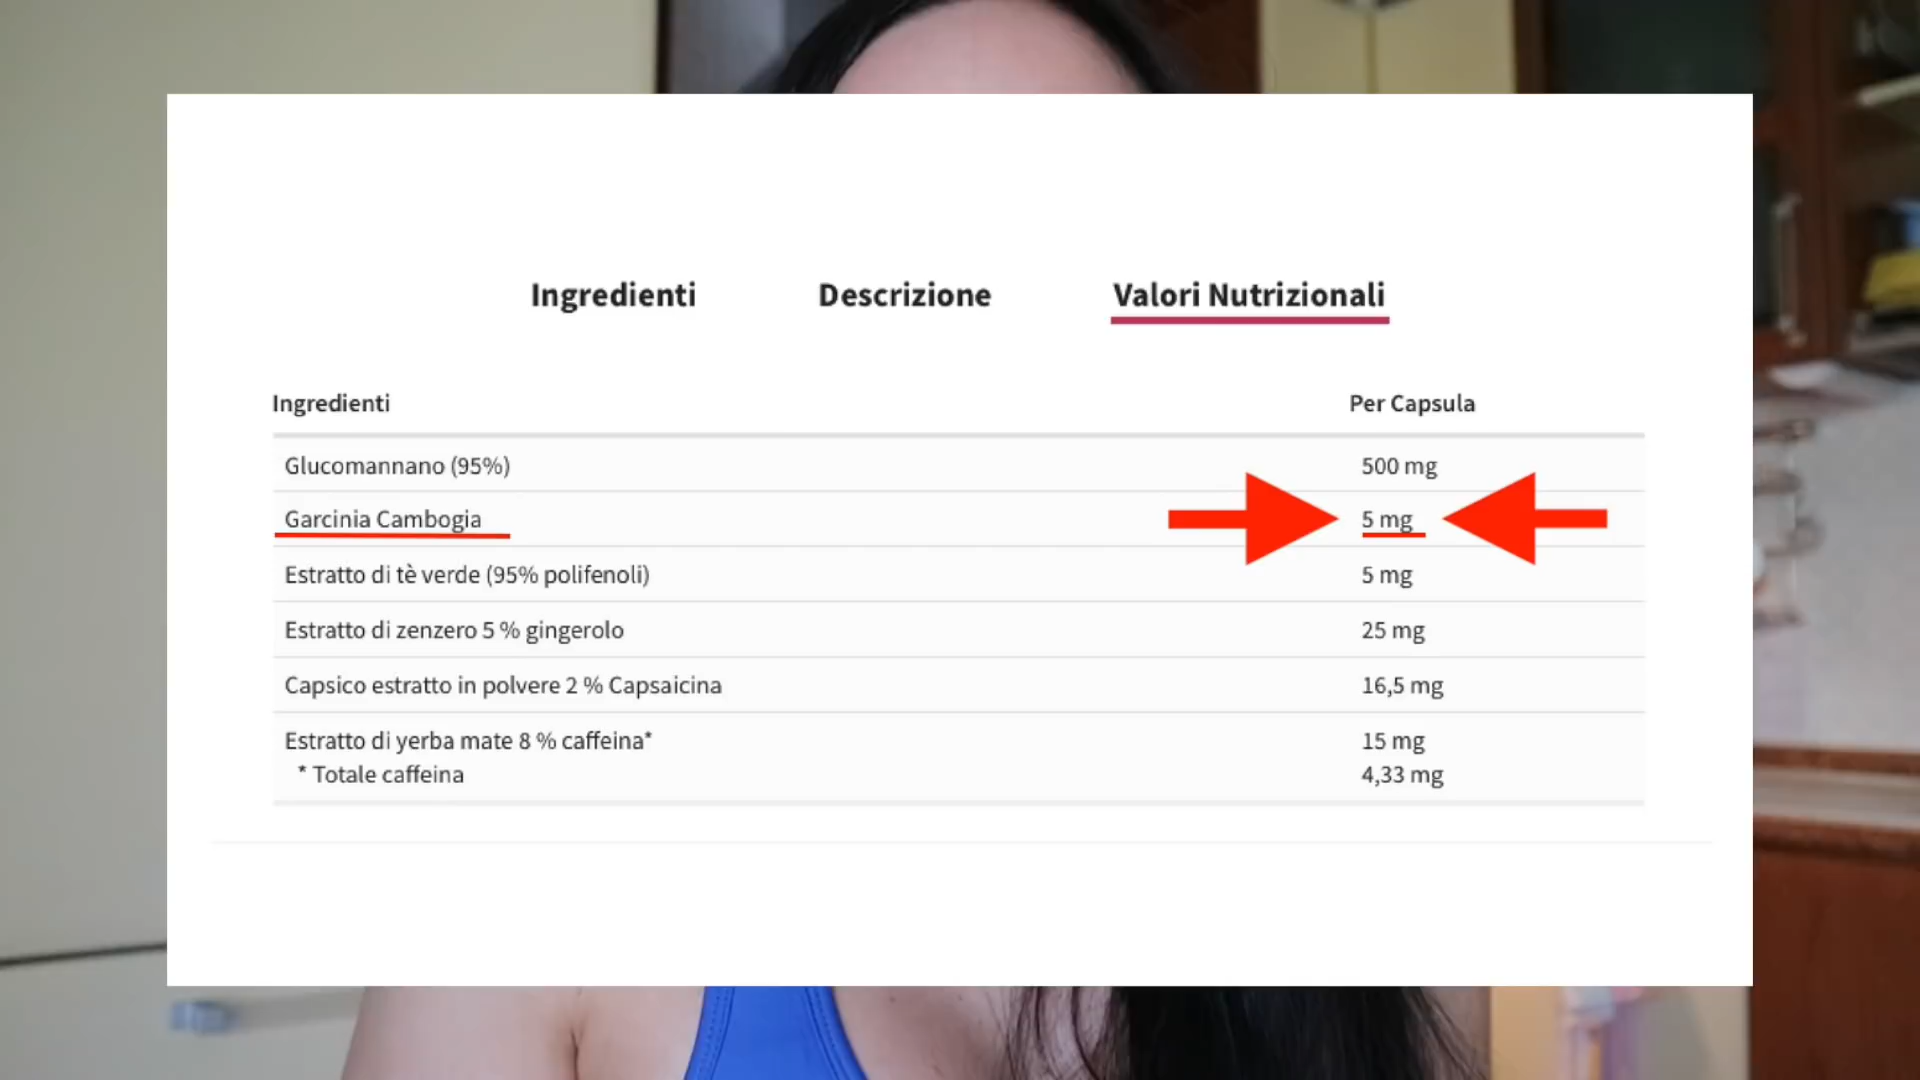 Ingredienti Descrizione Valori Nutrizionali
Ingredienti Per Capsula
Glucomannano (95%) 500 mg
Garcinia Cambogia 5 mg
Estratto di tè verde (95% polifenoli) 5 mg
Estratto di zenzero 5 % gingerolo 25 mg
Capsico estratto in polvere 2 % Capsaicina 16,5 mg
Estratto di yerba mate 8 % caffeina* 15 mg
* Totale caffeina 4,33 mg